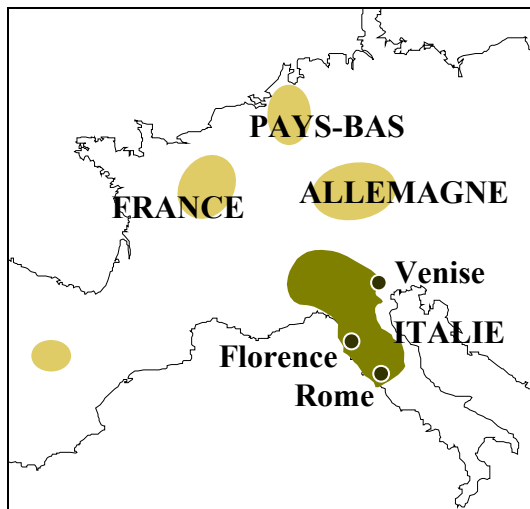 PAYS-BAS
FRANCE
ALLEMAGNE
Venise
ITALIE
Florence
Rome